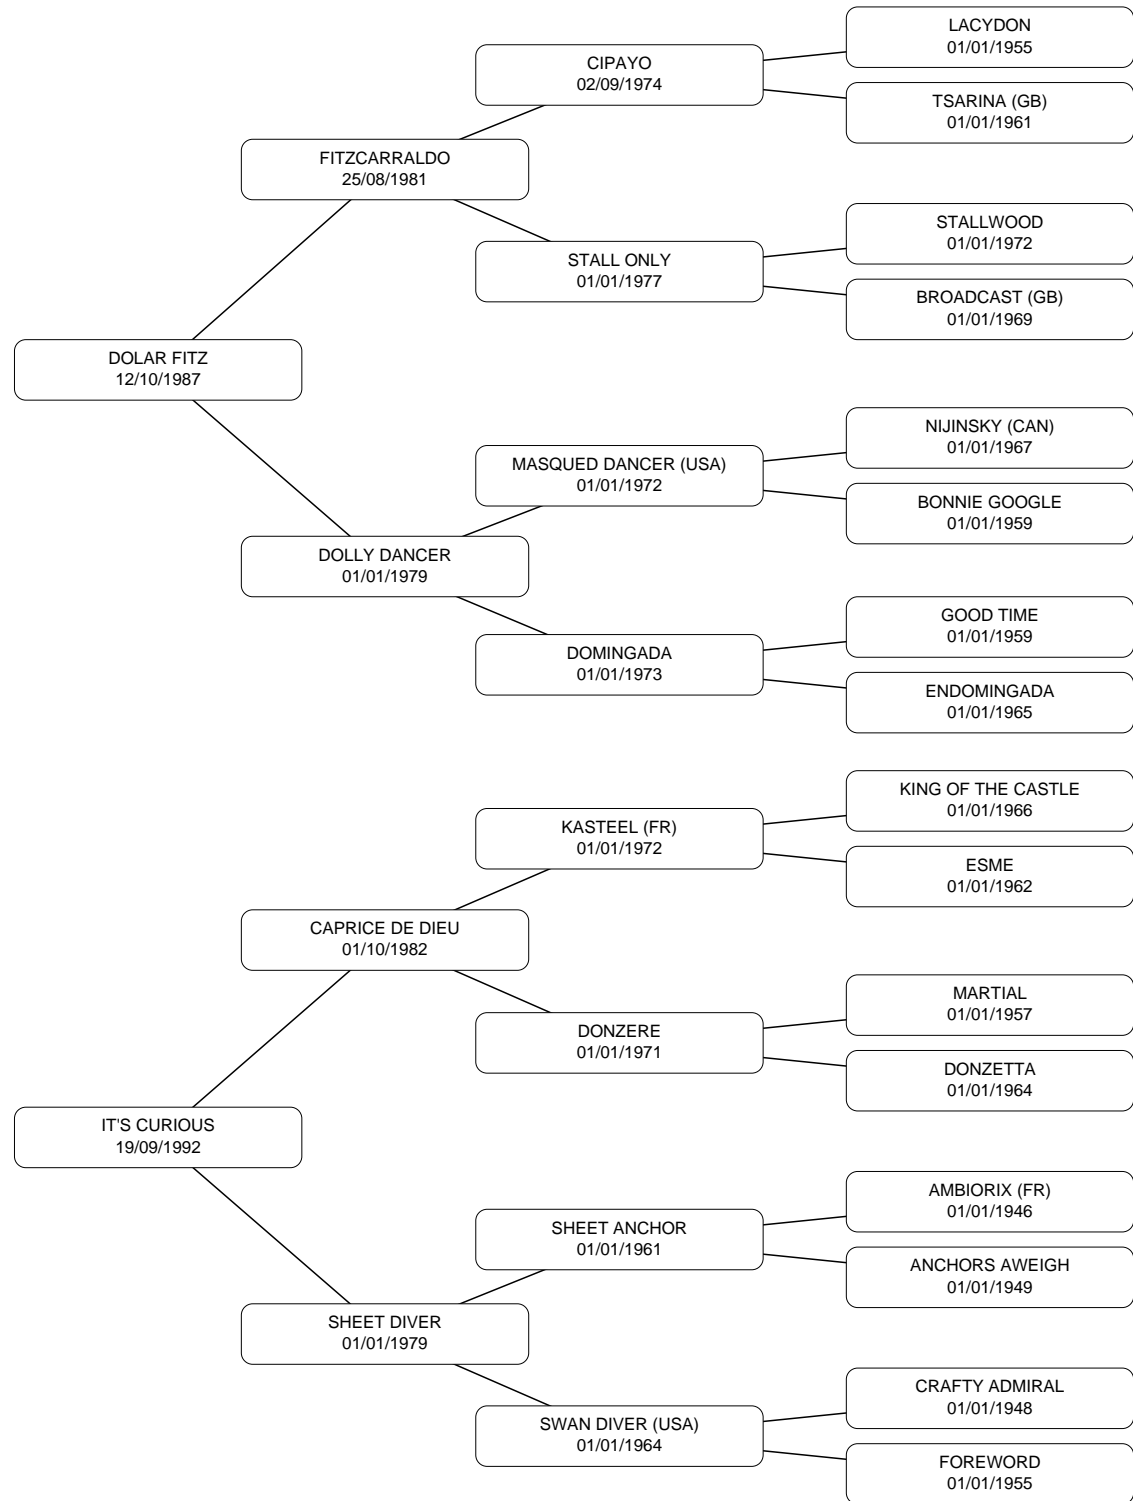 LACYDON
01/01/1955
CIPAYO
02/09/1974
TSARINA (GB)
01/01/1961
FITZCARRALDO
25/08/1981
STALLWOOD
01/01/1972
STALL ONLY
01/01/1977
BROADCAST (GB)
01/01/1969
DOLAR FITZ
12/10/1987
NIJINSKY (CAN)
01/01/1967
MASQUED DANCER (USA)
01/01/1972
BONNIE GOOGLE
01/01/1959
DOLLY DANCER
01/01/1979
GOOD TIME
01/01/1959
DOMINGADA
01/01/1973
ENDOMINGADA
01/01/1965
KING OF THE CASTLE
01/01/1966
KASTEEL (FR)
01/01/1972
ESME
01/01/1962
CAPRICE DE DIEU
01/10/1982
MARTIAL
01/01/1957
DONZERE
01/01/1971
DONZETTA
01/01/1964
IT'S CURIOUS
19/09/1992
AMBIORIX (FR)
01/01/1946
SHEET ANCHOR
01/01/1961
ANCHORS AWEIGH
01/01/1949
SHEET DIVER
01/01/1979
CRAFTY ADMIRAL
01/01/1948
SWAN DIVER (USA)
01/01/1964
FOREWORD
01/01/1955